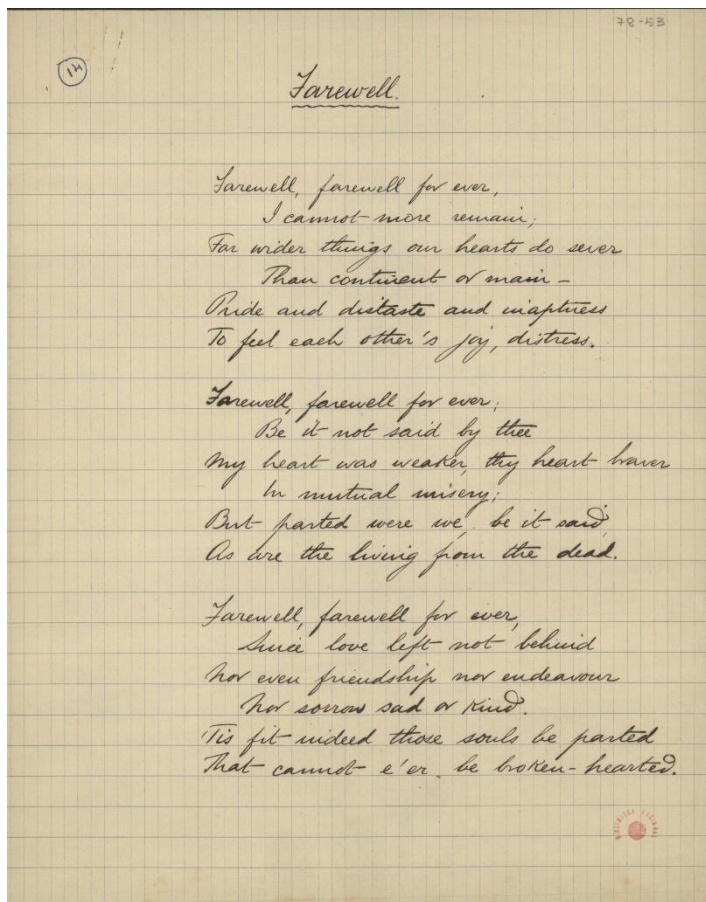 78-53
14
Farewell.
Farewell, farewell for ever,
I cannot more remain;
Far wider things our hearts do sever
Than continent or main –
Pride and distaste and inaptness
To feel each other's joy, distress.
Farewell, farewell for ever;
Be it not said by thee
My heart was weaker, thy heart braver
In mutual misery;
But parted were we, be it said,
As are the living from the dead.
Farewell, farewell for ever,
Since love left not behind
Nor even friendship nor endeavour
Nor sorrow sad or kind.
'Tis fit indeed those souls be parted
That cannot e'er be broken-hearted.
BIBLIOTECA NACIONAL